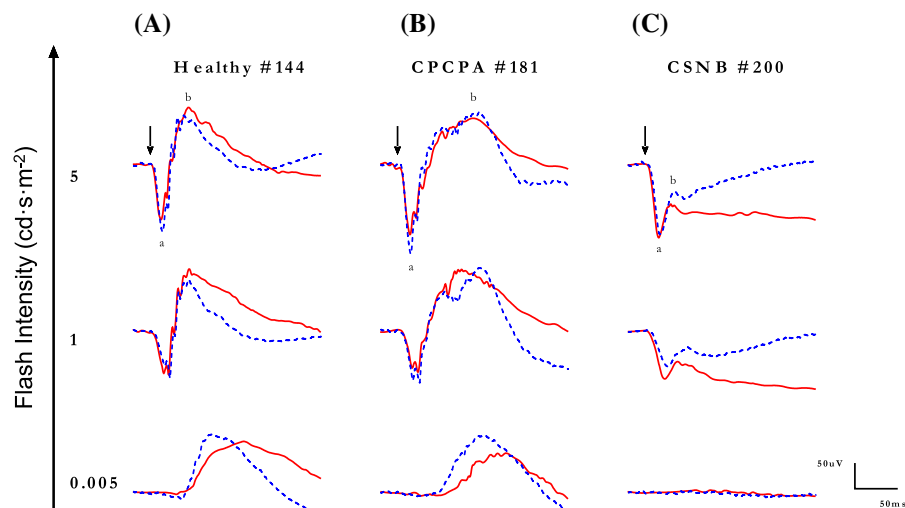 (A) (B) (C)
Healthy #144 CPCPA #181 CSNB #200
b b
5 b
a a a
1
0.005
Flash Intensity (cd·s·m-2)
50uV
50ms